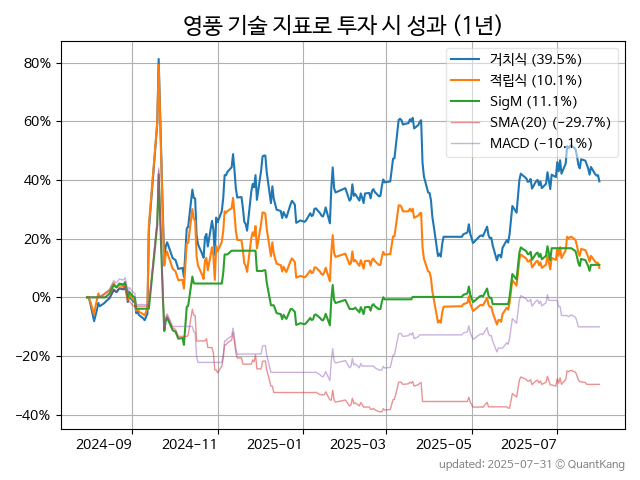 영풍 기술 지표로 투자 시 성과 (1년)
거치식 (39.5%)
적립식 (10.1%)
SigM (11.1%)
SMA(20) (−29.7%)
MACD (−10.1%)
80%
60%
40%
20%
0%
−20%
−40%
2024-09 2024-11 2025-01 2025-03 2025-05 2025-07
updated: 2025-07-31 © QuantKang